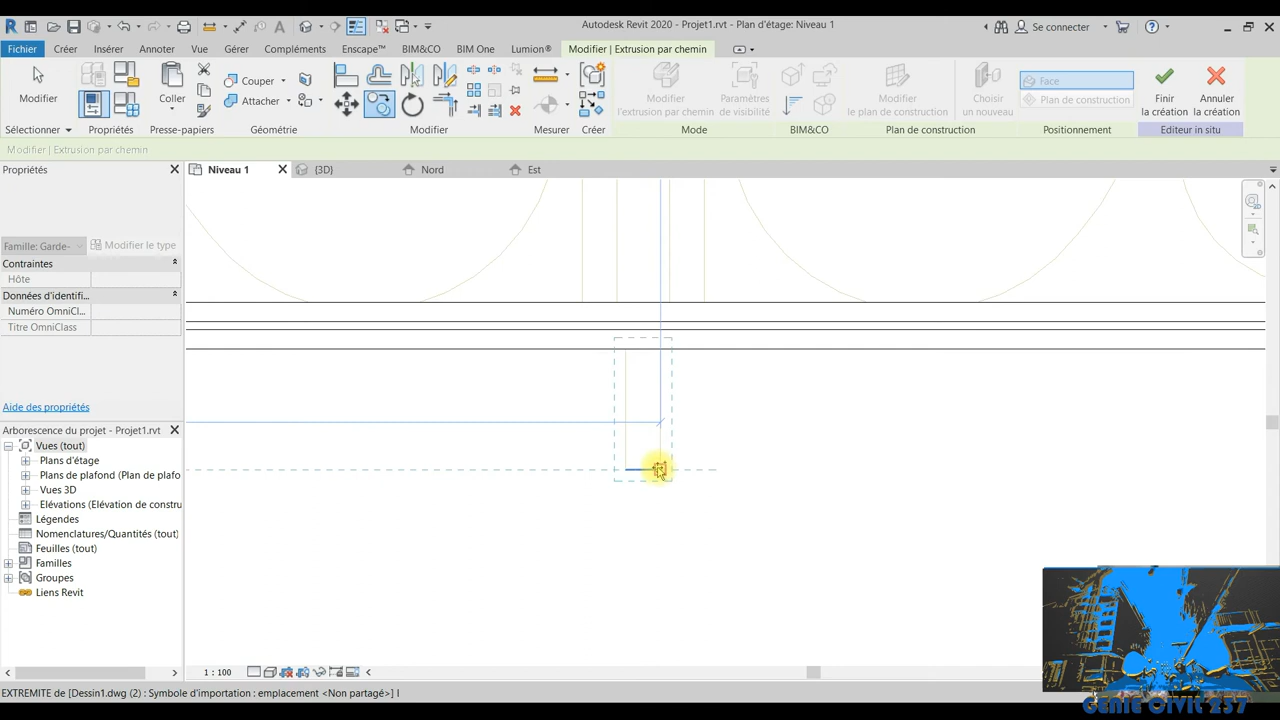 Autodesk Revit 2020 - Projet1.rvt - Plan d'étage: Niveau 1
Se connecter
Fichier Créer Insérer Annoter Vue Gérer Compléments Enscape™ BIM&CO BIM One Lumion® Modifier | Extrusion par chemin
Modifier
Coller
Couper
Attacher
Modifier
l'extrusion par chemin
Paramètres
de visibilité
Modifier
le plan de construction
Choisir
un nouveau
Face
Plan de construction
Finir
la création
Annuler
la création
Sélectionner Propriétés Presse-papiers Géométrie Modifier Mesurer Créer Mode BIM&CO Plan de construction Positionnement Editeur in situ
Modifier | Extrusion par chemin
Propriétés
Niveau 1 (3D) Nord Est
Famille: Garde-
Modifier le type
Contraintes
Hôte
Données d'identifi...
Numéro OmniCl...
Titre OmniClass
Aide des propriétés
Arborescence du projet - Projet1.rvt
Vues (tout)
Plans d'étage
Plans de plafond (Plan de plafo
Vues 3D
Elévations (Elévation de constru
Légendes
Nomenclatures/Quantités (tout)
Feuilles (tout)
Familles
Groupes
Liens Revit
1 : 100
EXTREMITE de [Dessin1.dwg (2) : Symbole d'importation : emplacement <Non partagé>] l
GENIE CIVIT 237